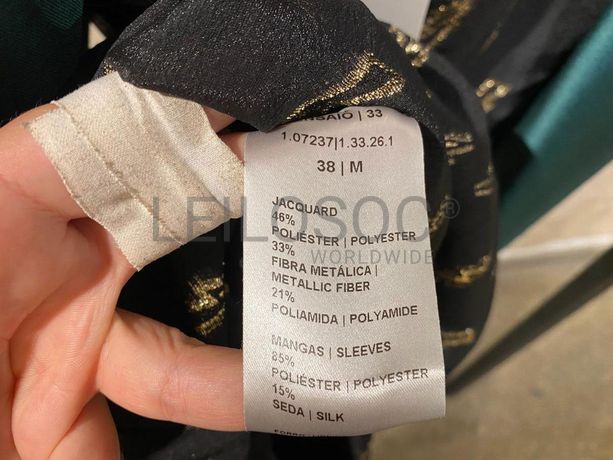 1.07237|1.33.26.1
38 | M
JACQUARD
46%
POLIÉSTER | POLYESTER
33%
FIBRA METÁLICA |
METALLIC FIBER
21%
POLIAMIDA | POLYAMIDE
MANGAS | SLEEVES
85%
POLIÉSTER | POLYESTER
15%
SEDA | SILK
LEILOSOC®
WORLDWIDE